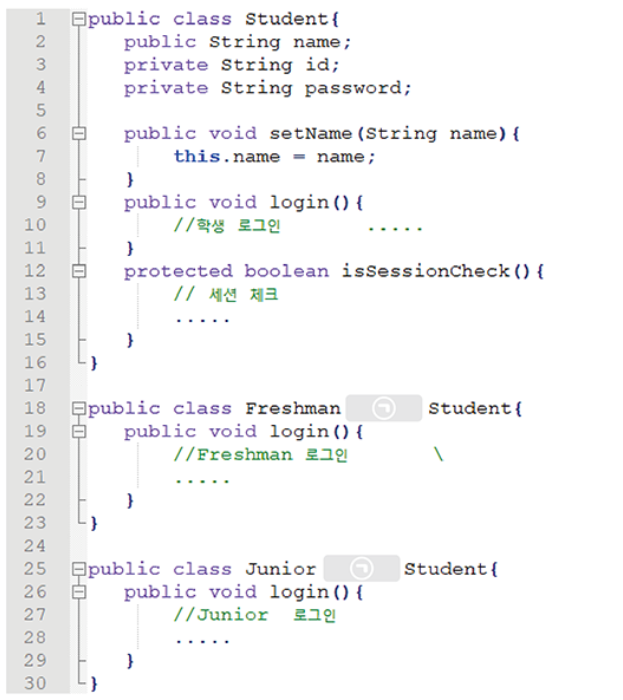 1 public class Student{
2 public String name;
3 private String id;
4 private String password;
5
6 public void setName(String name){
7 this.name = name;
8 }
9 public void login(){
10 //학생 로그인 .....
11 }
12 protected boolean isSessionCheck(){
13 // 세션 체크
14 .....
15 }
16 }
17
18 public class Freshman ㉠ Student{
19 public void login(){
20 //Freshman 로그인 \
21 .....
22 }
23 }
24
25 public class Junior ㉠ Student{
26 public void login(){
27 //Junior 로그인
28 .....
29 }
30 }